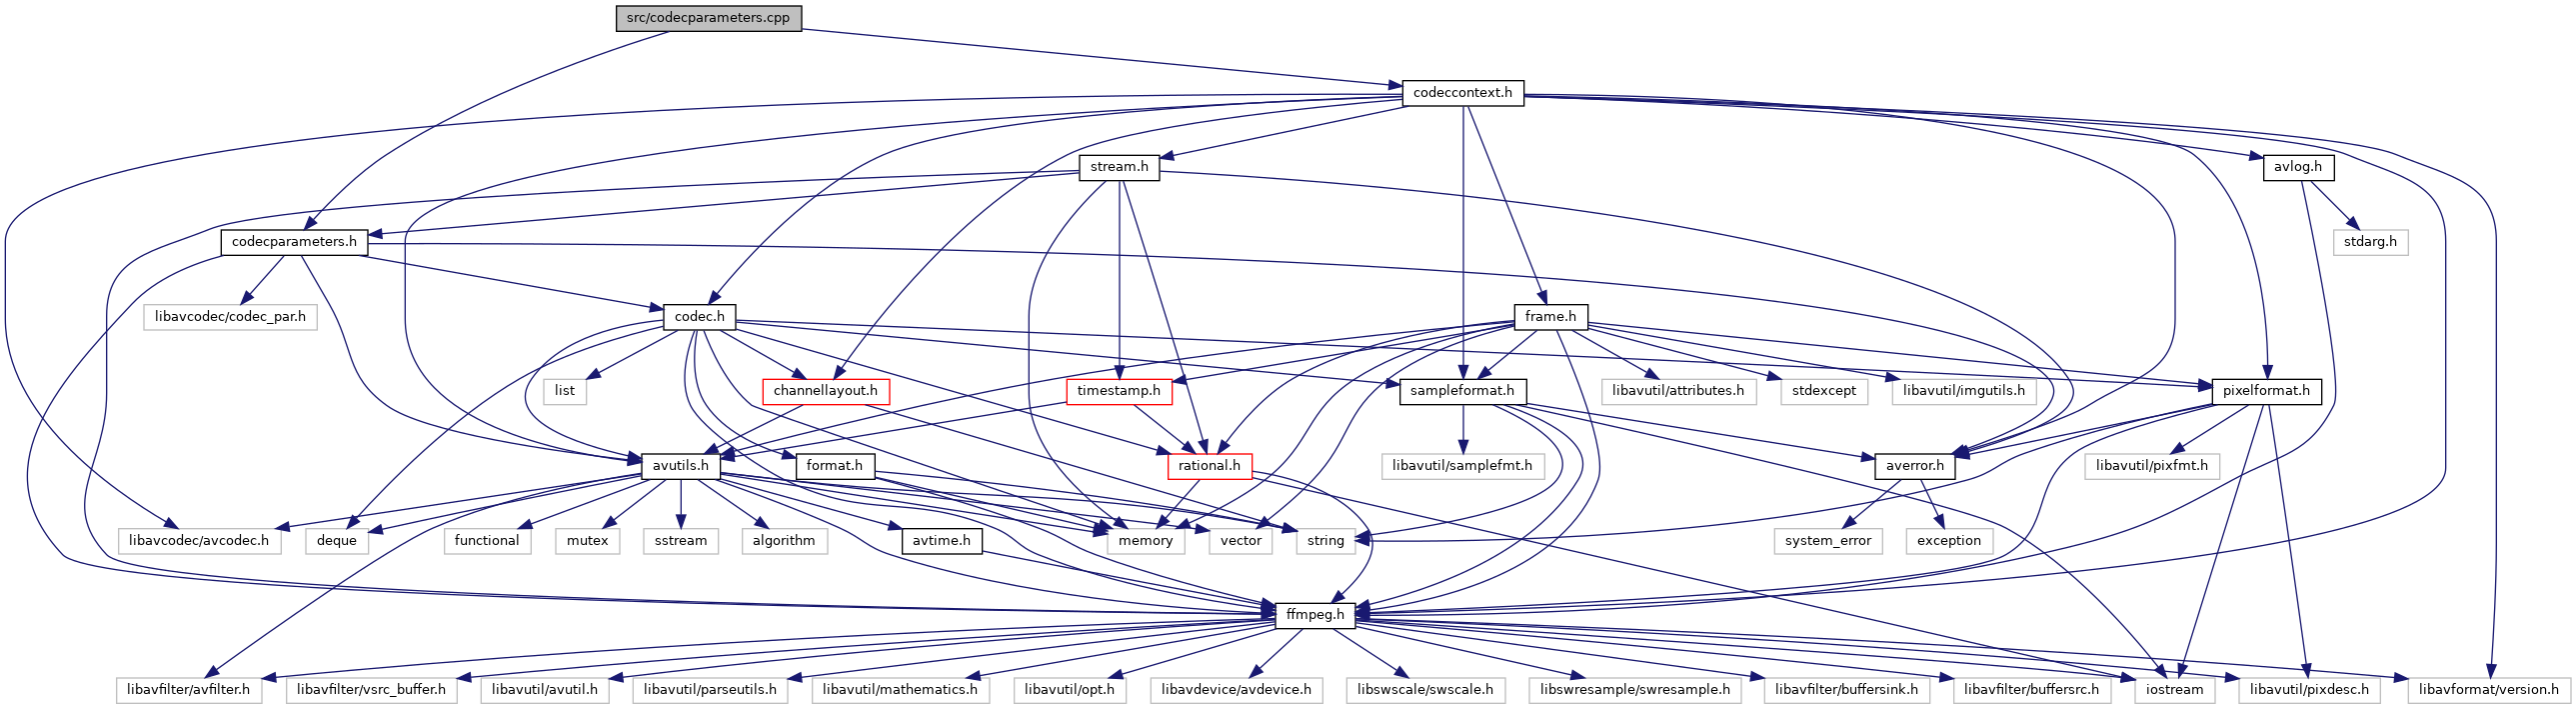 src/codecparameters.cpp
codeccontext.h
stream.h
avlog.h
codecparameters.h
stdarg.h
libavcodec/codec_par.h
codec.h
frame.h
list
channellayout.h
timestamp.h
sampleformat.h
libavutil/attributes.h
stdexcept
libavutil/imgutils.h
pixelformat.h
avutils.h
format.h
rational.h
libavutil/samplefmt.h
averror.h
libavutil/pixfmt.h
libavcodec/avcodec.h
deque
functional
mutex
sstream
algorithm
avtime.h
memory
vector
string
system_error
exception
ffmpeg.h
libavfilter/avfilter.h
libavfilter/vsrc_buffer.h
libavutil/avutil.h
libavutil/parseutils.h
libavutil/mathematics.h
libavutil/opt.h
libavdevice/avdevice.h
libswscale/swscale.h
libswresample/swresample.h
libavfilter/buffersink.h
libavfilter/buffersrc.h
iostream
libavutil/pixdesc.h
libavformat/version.h